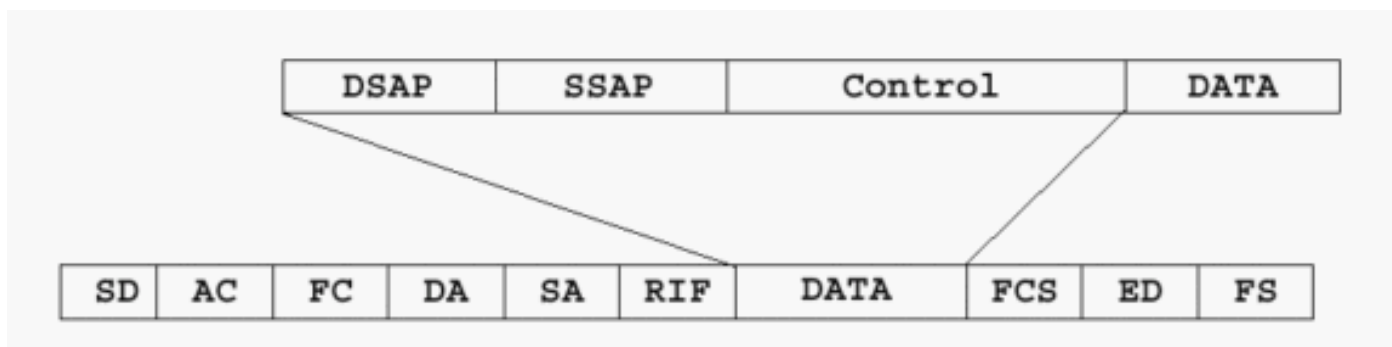 DSAP SSAP Control DATA
SD AC FC DA SA RIF DATA FCS ED FS